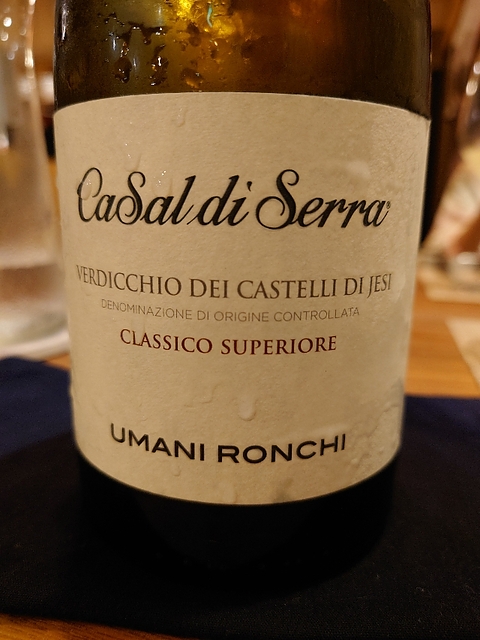 CaSal di Serra®
VERDICCHIO DEI CASTELLI DI JESI
DENOMINAZIONE DI ORIGINE CONTROLLATA
CLASSICO SUPERIORE
UMANI RONCHI